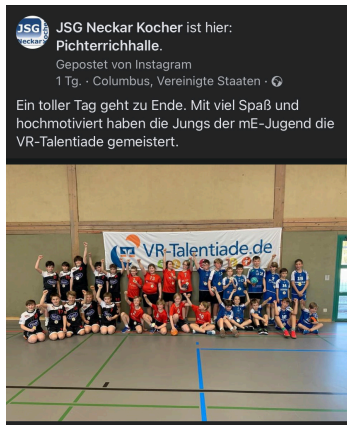 JSG
Neckar
JSG Neckar Kocher ist hier:
Pichterrichhalle.
Gepostet von Instagram
1 Tg. · Columbus, Vereinigte Staaten ·
Ein toller Tag geht zu Ende. Mit viel Spaß und
hochmotiviert haben die Jungs der mE-Jugend die
VR-Talentiade gemeistert.
VR-Talentiade.de